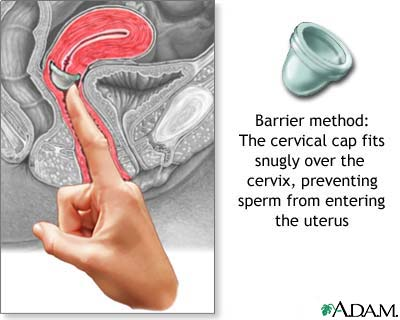 Barrier method:
The cervical cap fits
snugly over the
cervix, preventing
sperm from entering
the uterus
A.D.A.M.